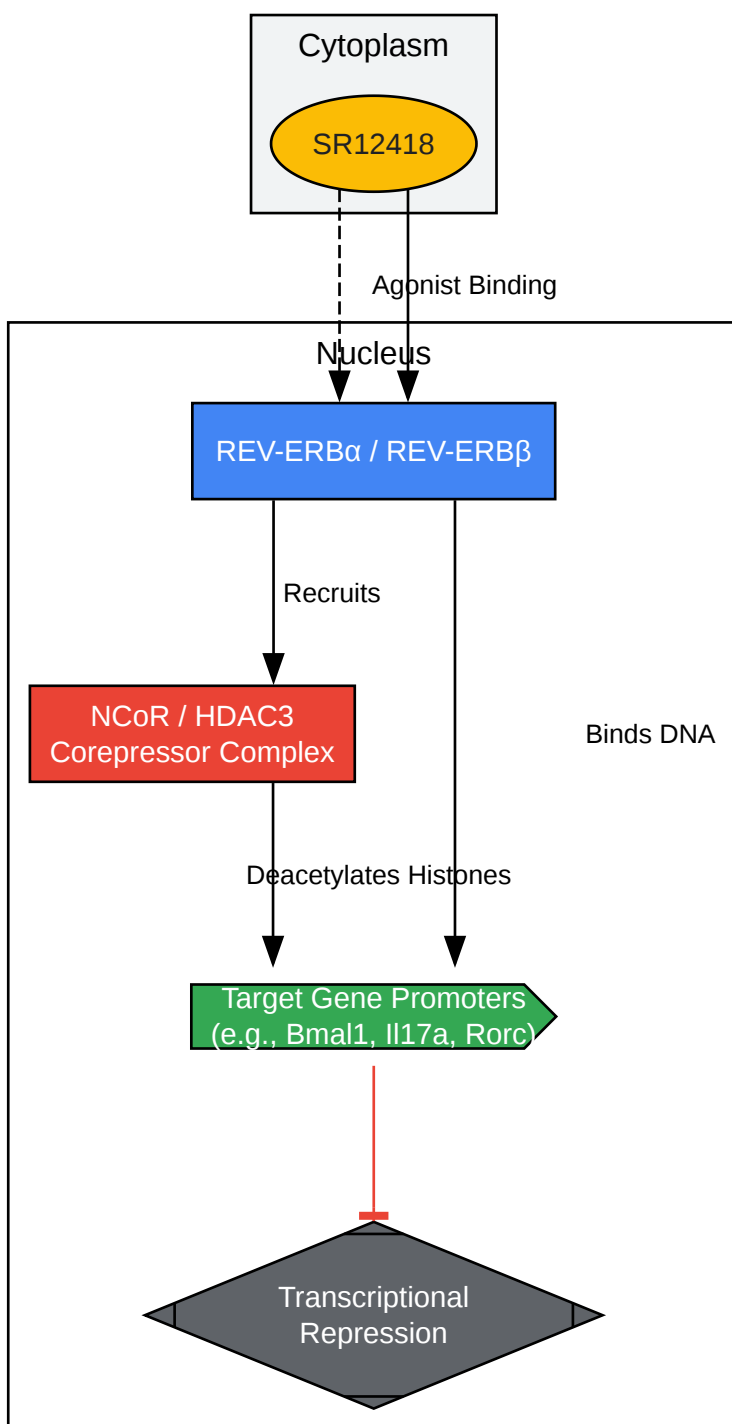 Cytoplasm
SR12418
Agonist Binding
Nucleus
REV-ERBα / REV-ERBβ
Recruits
NCoR / HDAC3
Corepressor Complex
Binds DNA
Deacetylates Histones
Target Gene Promoters
(e.g., Bmal1, Il17a, Rorc)
Transcriptional
Repression